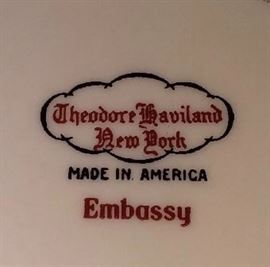 Theodore Haviland
New York
MADE IN AMERICA
Embassy